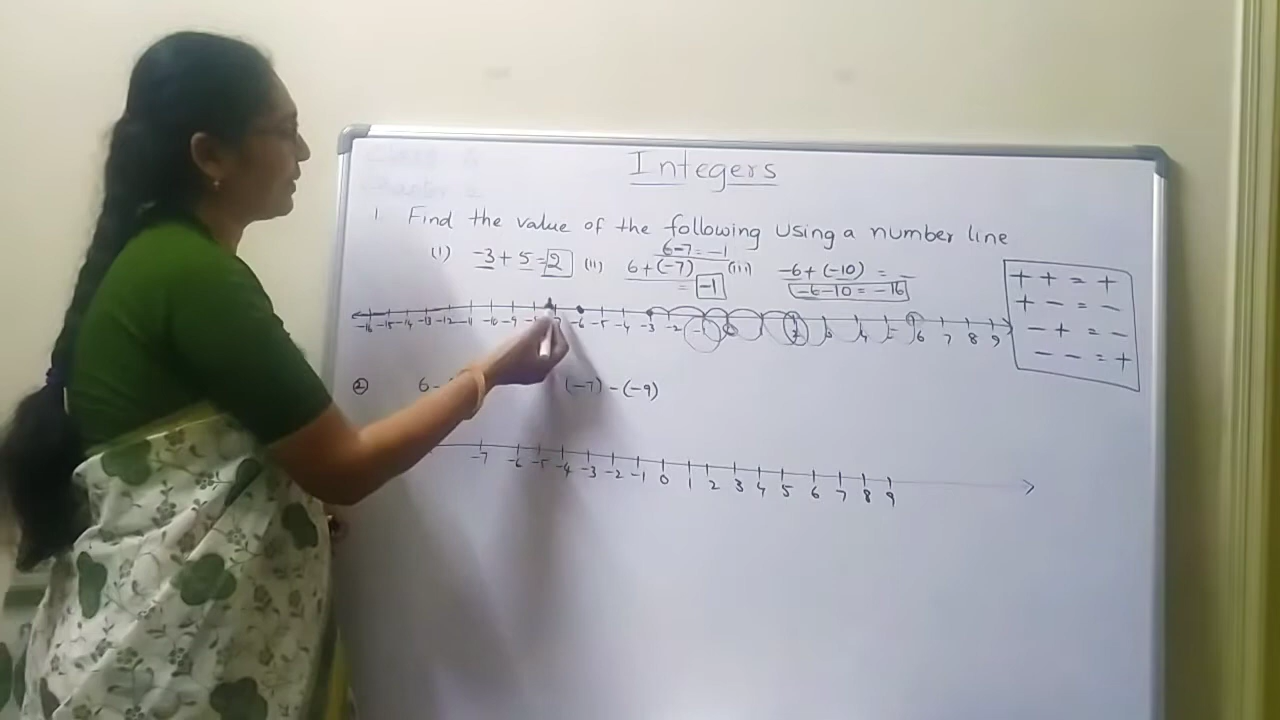 Integers
1. Find the value of the following using a number line
(i) -3 + 5 = 2 (ii) 6 + (-7) (iii) -6 + (-10) =
6-7 = -1
= -1
-6-10 = -16
+ + = +
+ - = -
- + = -
- - = +
-16 -15 -14 -13 -12 -11 -10 -9 -6 -5 -4 -3 -2 -1 0 2 3 4 6 7 8 9
② 6- (-7) - (-9)
-7 -6 -5 -4 -3 -2 -1 0 1 2 3 4 5 6 7 8 9